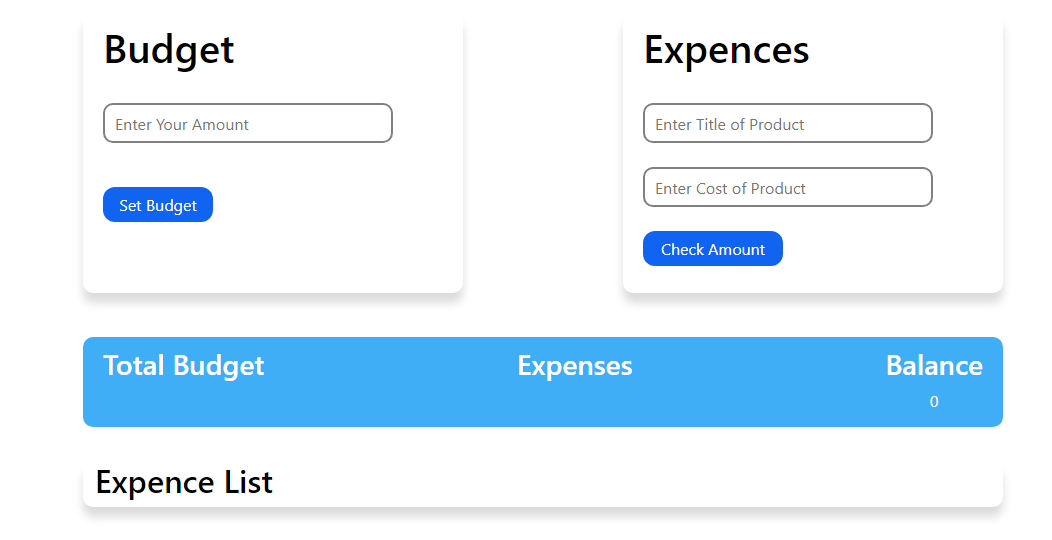 Budget
Enter Your Amount
Set Budget
Expences
Enter Title of Product
Enter Cost of Product
Check Amount
Total Budget
Expenses
Balance
0
Expence List